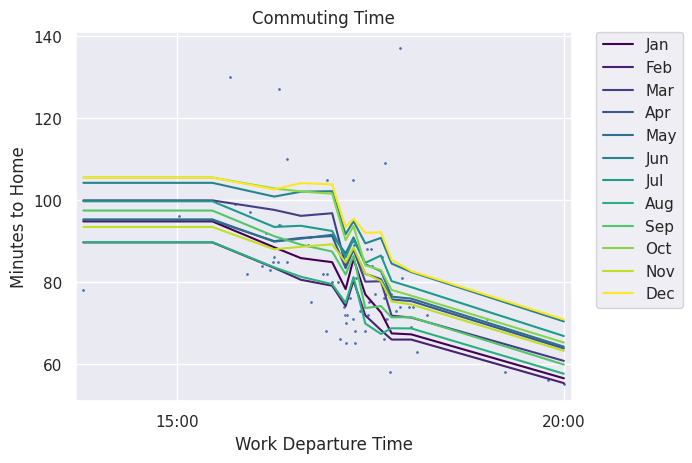 Commuting Time
140
120
100
80
60
Minutes to Home
15:00
20:00
Work Departure Time
Jan
Feb
Mar
Apr
May
Jun
Jul
Aug
Sep
Oct
Nov
Dec